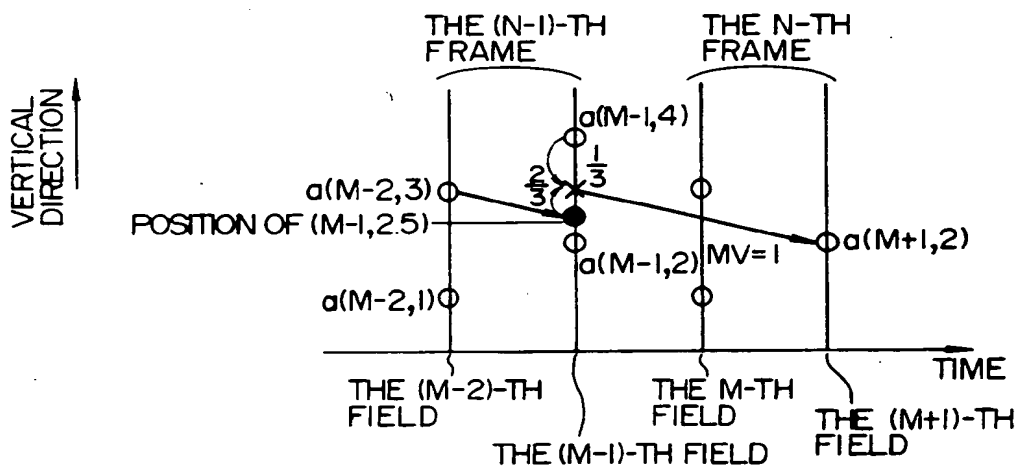 THE (N-1)-TH
FRAME
THE N-TH
FRAME
VERTICAL
DIRECTION
a(M-1,4)
1/3
2/3
a(M-2,3)
POSITION OF (M-1,2.5)
a(M-1,2)
MV=1
a(M+1,2)
a(M-2,1)
TIME
THE (M-2)-TH
FIELD
THE M-TH
FIELD
THE (M+1)-TH
FIELD
THE (M-1)-TH FIELD